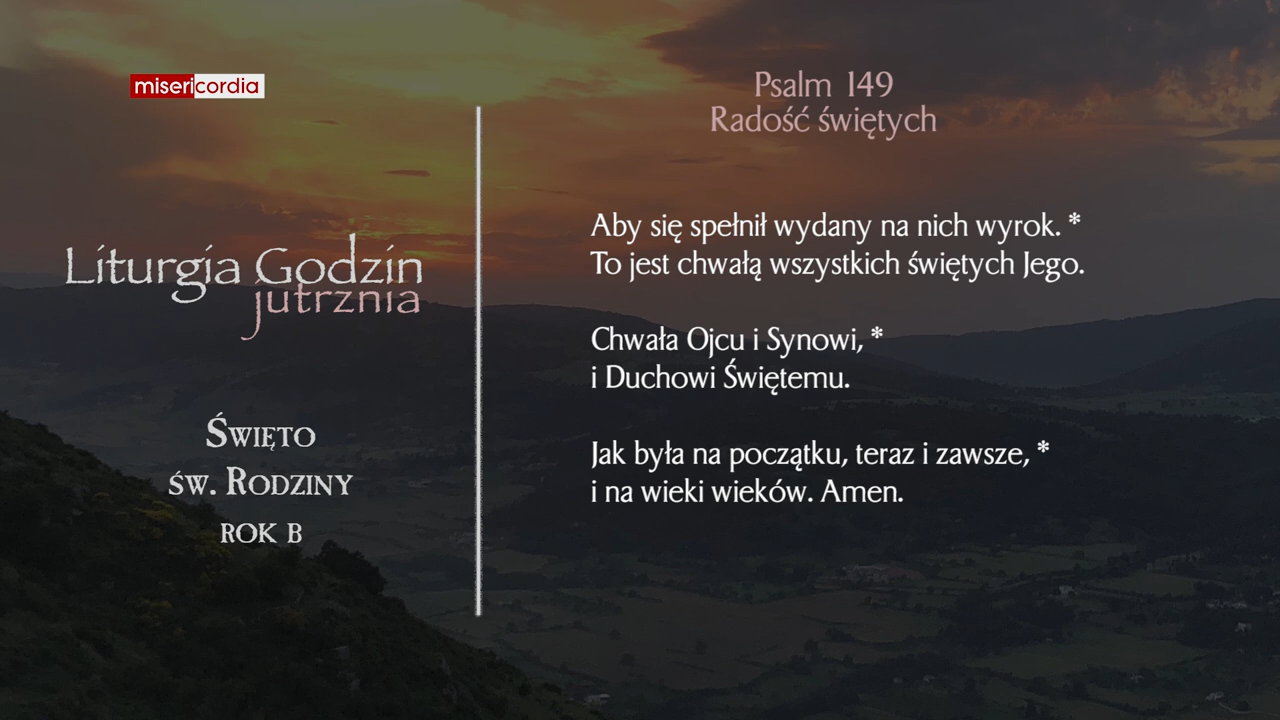 misericordia
Liturgia Godzin
jutrznia
Święto
św. Rodziny
rok B
Psalm 149
Radość świętych
Aby się spełnił wydany na nich wyrok. *
To jest chwałą wszystkich świętych Jego.
Chwała Ojcu i Synowi, *
i Duchowi Świętemu.
Jak była na początku, teraz i zawsze, *
i na wieki wieków. Amen.